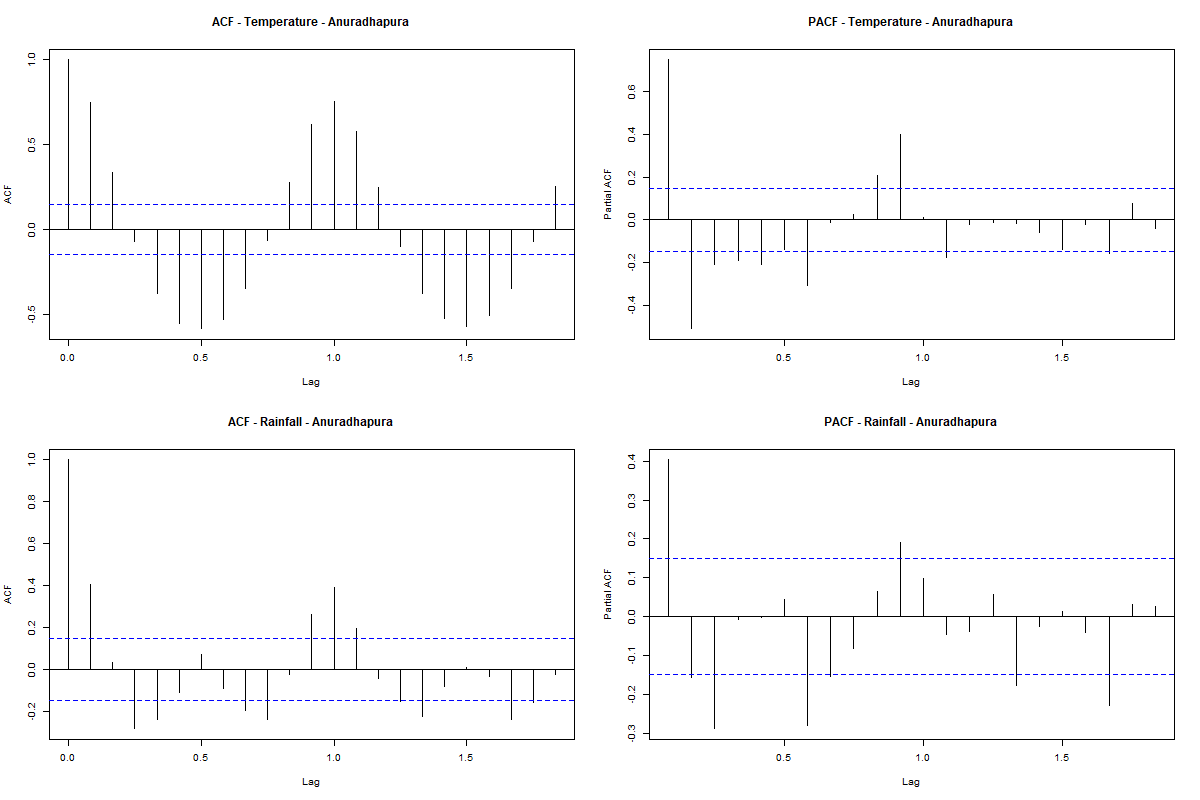 ACF - Temperature - Anuradhapura
ACF
1.0
0.5
0.0
-0.5
0.0 0.5 1.0 1.5
Lag
PACF - Temperature - Anuradhapura
Partial ACF
0.6
0.4
0.2
0.0
-0.2
-0.4
0.5 1.0 1.5
Lag
ACF - Rainfall - Anuradhapura
ACF
1.0
0.8
0.6
0.4
0.2
0.0
-0.2
0.0 0.5 1.0 1.5
Lag
PACF - Rainfall - Anuradhapura
Partial ACF
0.4
0.3
0.2
0.1
0.0
-0.1
-0.2
-0.3
0.5 1.0 1.5
Lag